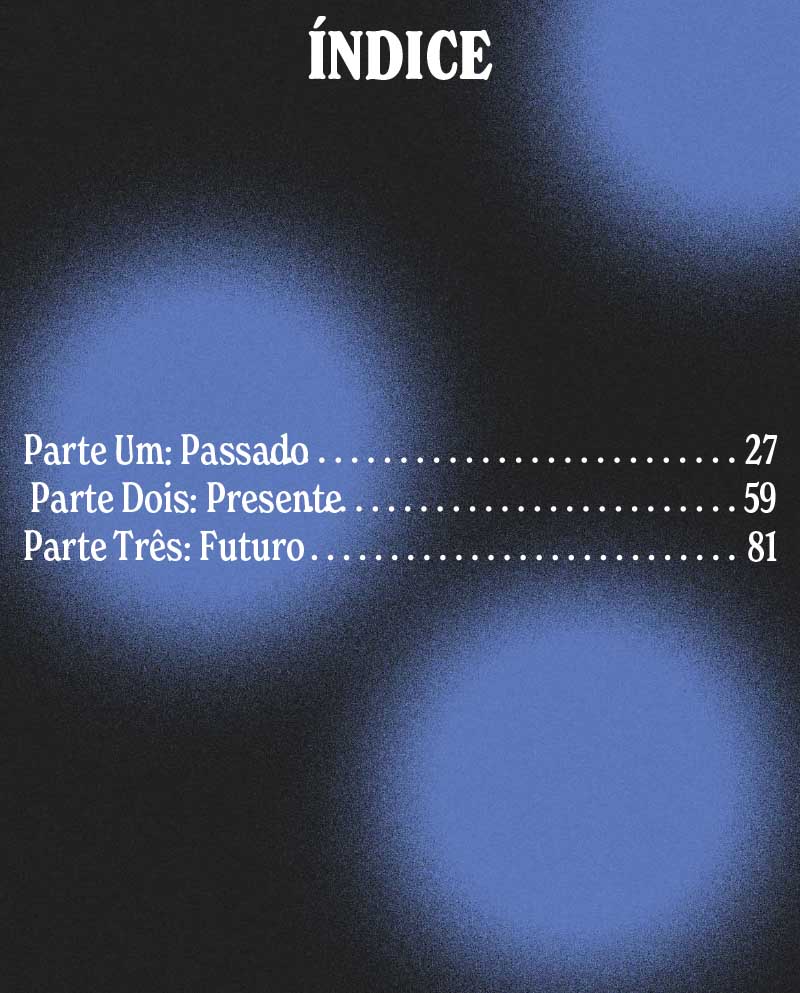 ÍNDICE
Parte Um: Passado . . . . . . . . . . . . . . . . . . . . . . . . . . . 27
Parte Dois: Presente . . . . . . . . . . . . . . . . . . . . . . . . . . . 59
Parte Três: Futuro . . . . . . . . . . . . . . . . . . . . . . . . . . . 81